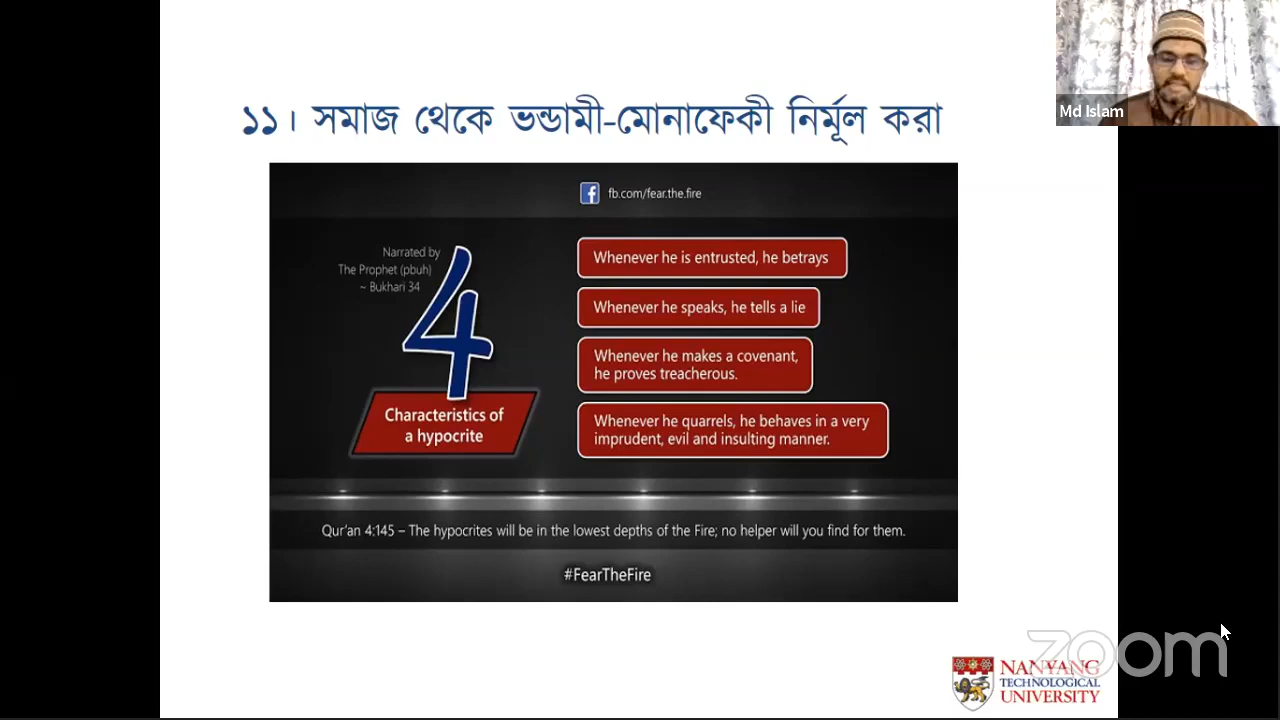 ১১। সমাজ থেকে ভন্ডামী-মোনাফেকী নির্মূল করা
Md Islam
fb.com/fear.the.fire
Narrated by
The Prophet (pbuh)
~ Bukhari 34
4
Characteristics of
a hypocrite
Whenever he is entrusted, he betrays
Whenever he speaks, he tells a lie
Whenever he makes a covenant,
he proves treacherous.
Whenever he quarrels, he behaves in a very
imprudent, evil and insulting manner.
Qur'an 4:145 – The hypocrites will be in the lowest depths of the Fire; no helper will you find for them.
#FearTheFire
zoom
NANYANG
TECHNOLOGICAL
UNIVERSITY